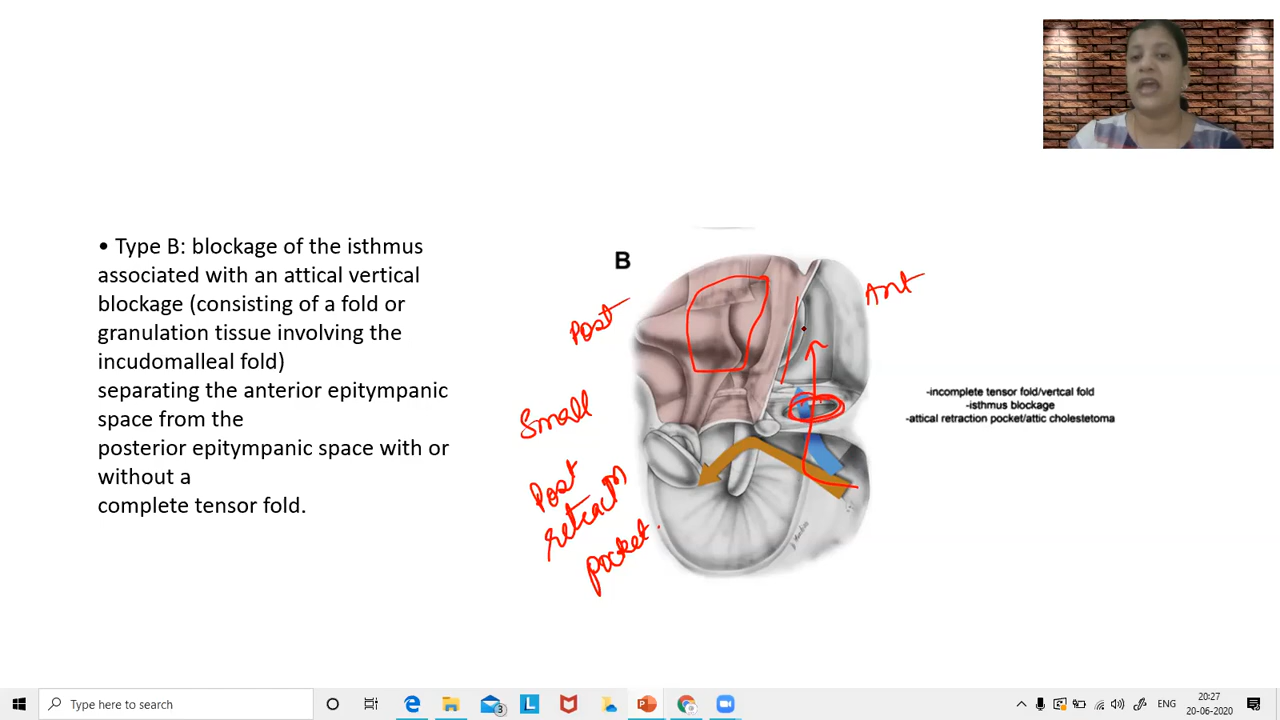 • Type B: blockage of the isthmus
associated with an attical vertical
blockage (consisting of a fold or
granulation tissue involving the
incudomalleal fold)
separating the anterior epitympanic
space from the
posterior epitympanic space with or
without a
complete tensor fold.
B
Post
Ant
Small
Post
retractn
pocket.
-incomplete tensor fold/vertcal fold
-isthmus blockage
-attical retraction pocket/attic cholestetoma
Type here to search
3
L
ENG
20:27
20-06-2020